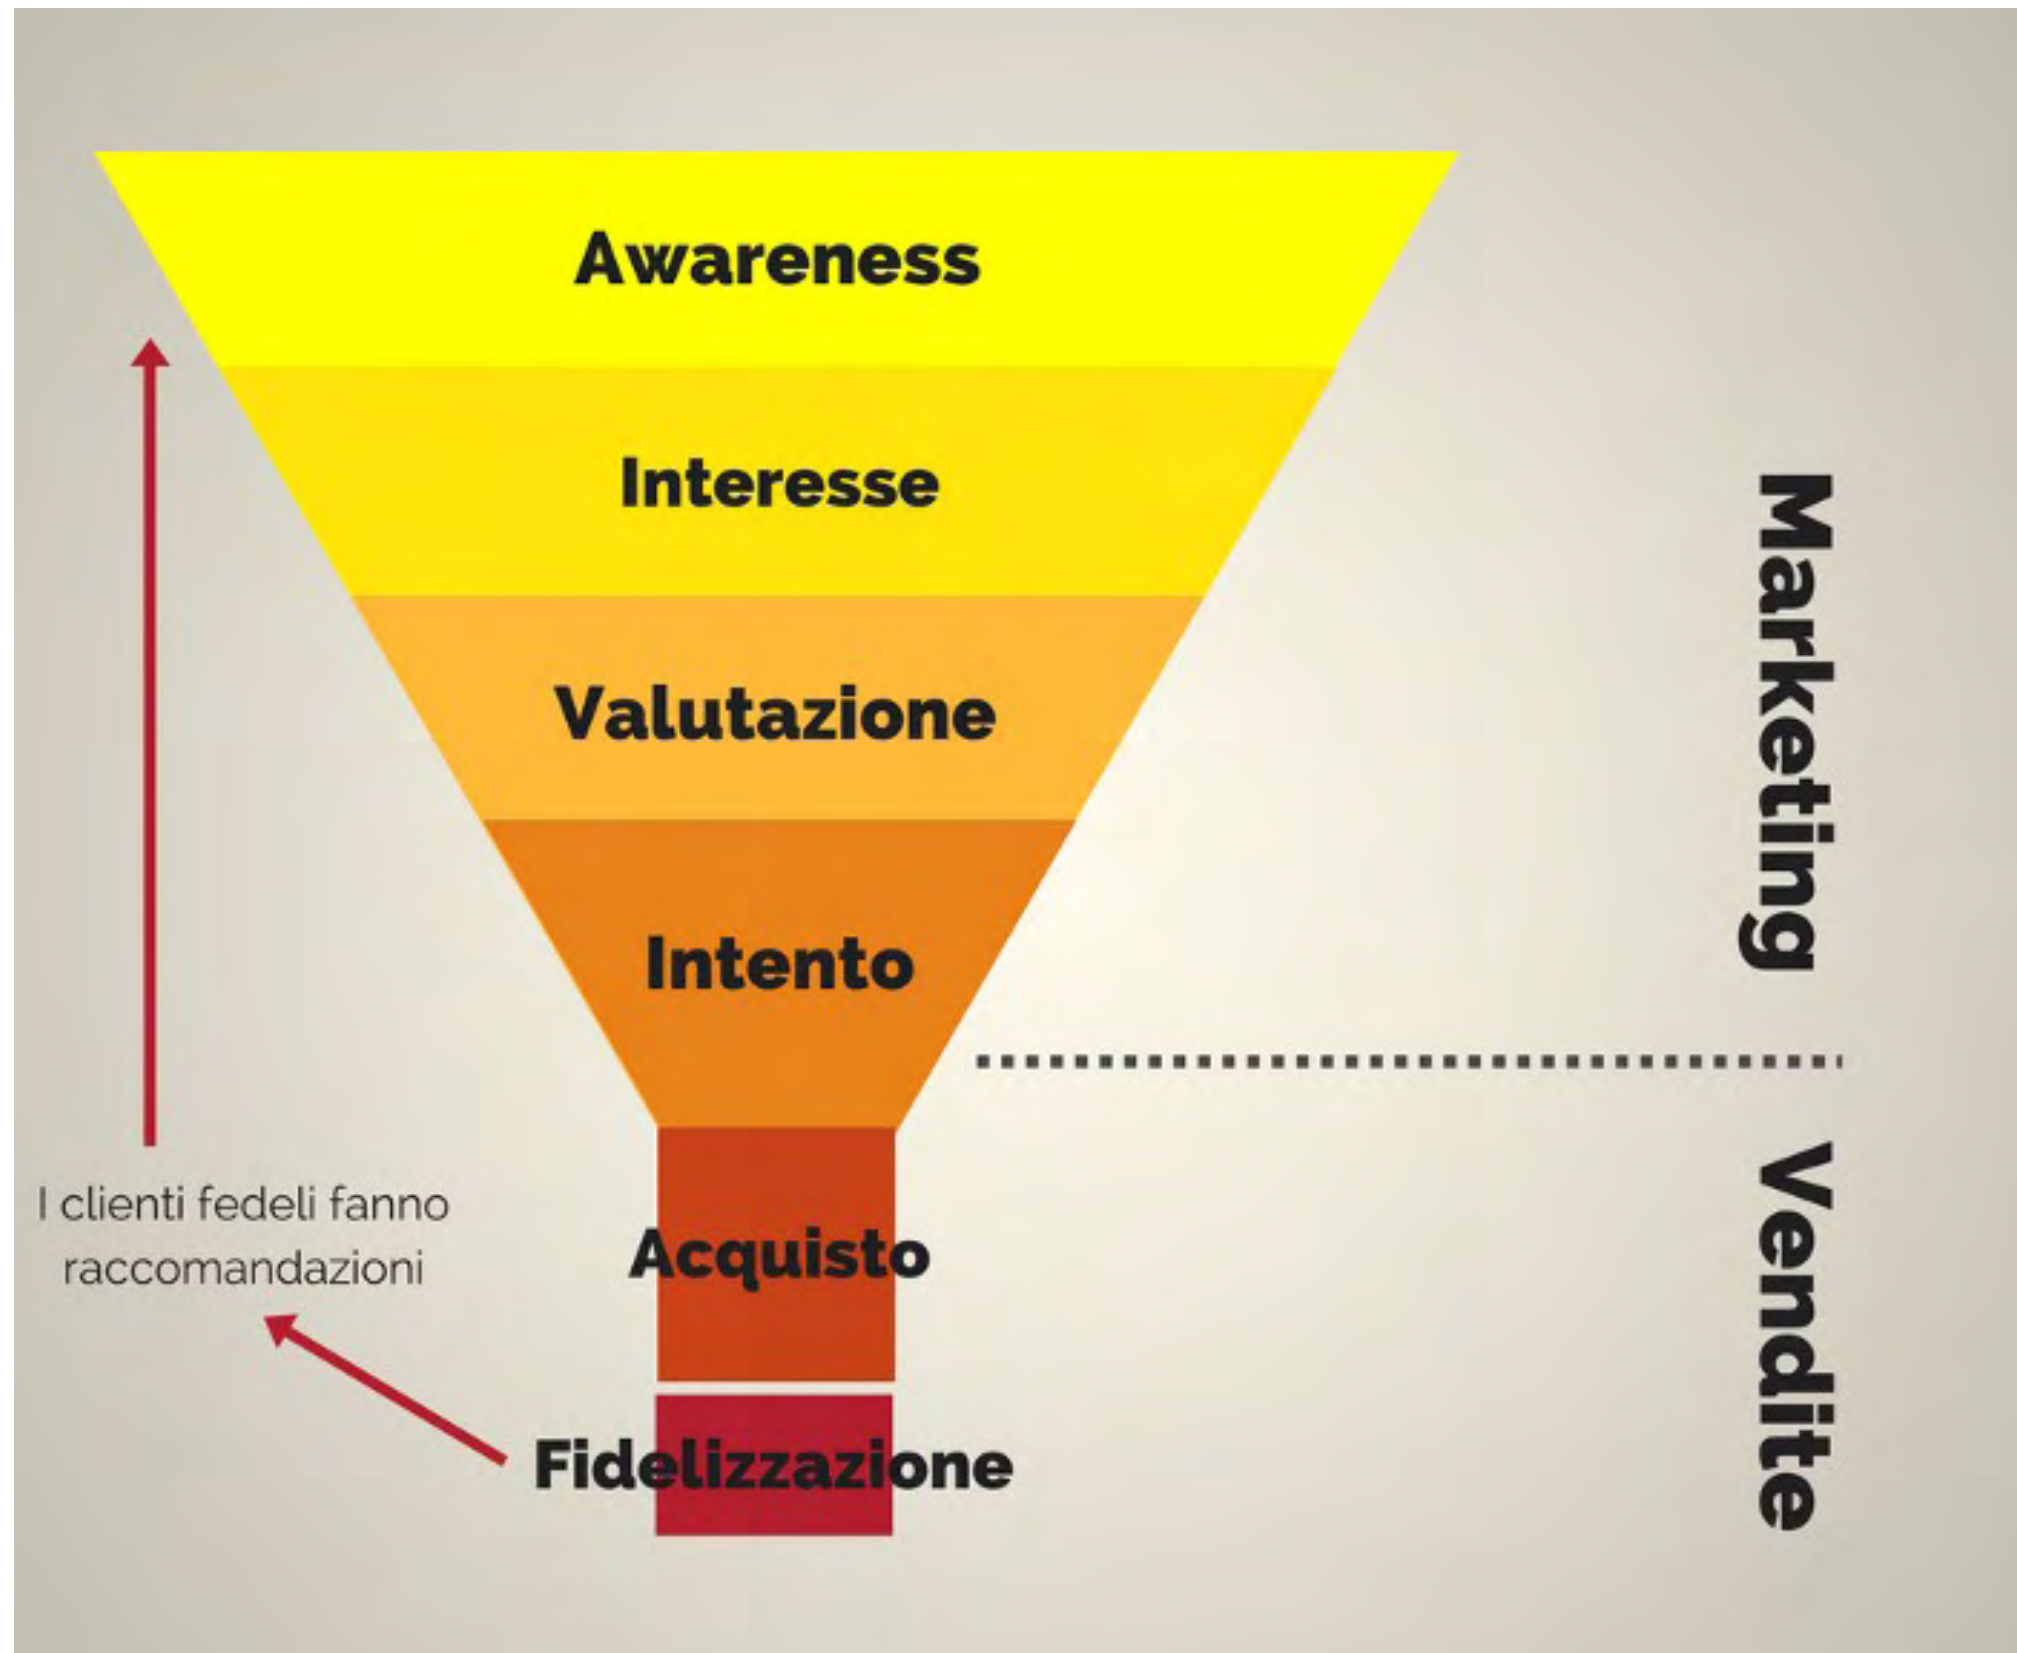 Awareness
Interesse
Valutazione
Intento
Acquisto
Fidelizzazione
I clienti fedeli fanno
raccomandazioni
Marketing
Vendite